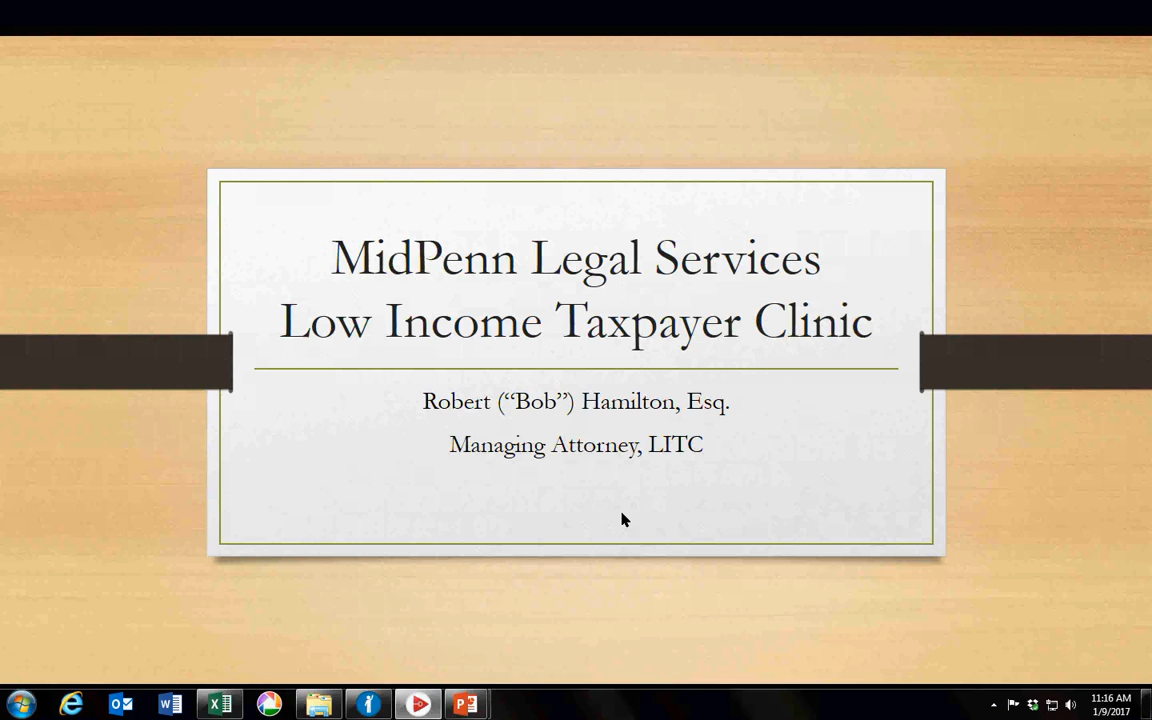 MidPenn Legal Services
Low Income Taxpayer Clinic
Robert (“Bob”) Hamilton, Esq.
Managing Attorney, LITC
11:16 AM
1/9/2017